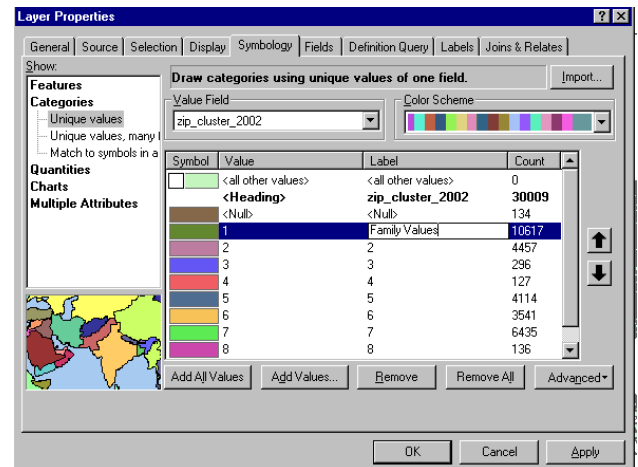 Layer Properties
General Source Selection Display Symbology Fields Definition Query Labels Joins & Relates
Show:
Features
Categories
Unique values
Unique values, many
Match to symbols in a
Quantities
Charts
Multiple Attributes
Draw categories using unique values of one field.
Import...
Value Field
zip_cluster_2002
Color Scheme
Symbol Value Label Count
<all other values> <all other values> 0
<Heading> zip_cluster_2002 30009
<Null> <Null> 134
1 Family Values 10617
2 2 4457
3 3 296
4 4 127
5 5 4114
6 6 3541
7 7 6435
8 8 136
Add All Values Add Values... Remove Remove All Advanced
OK Cancel Apply